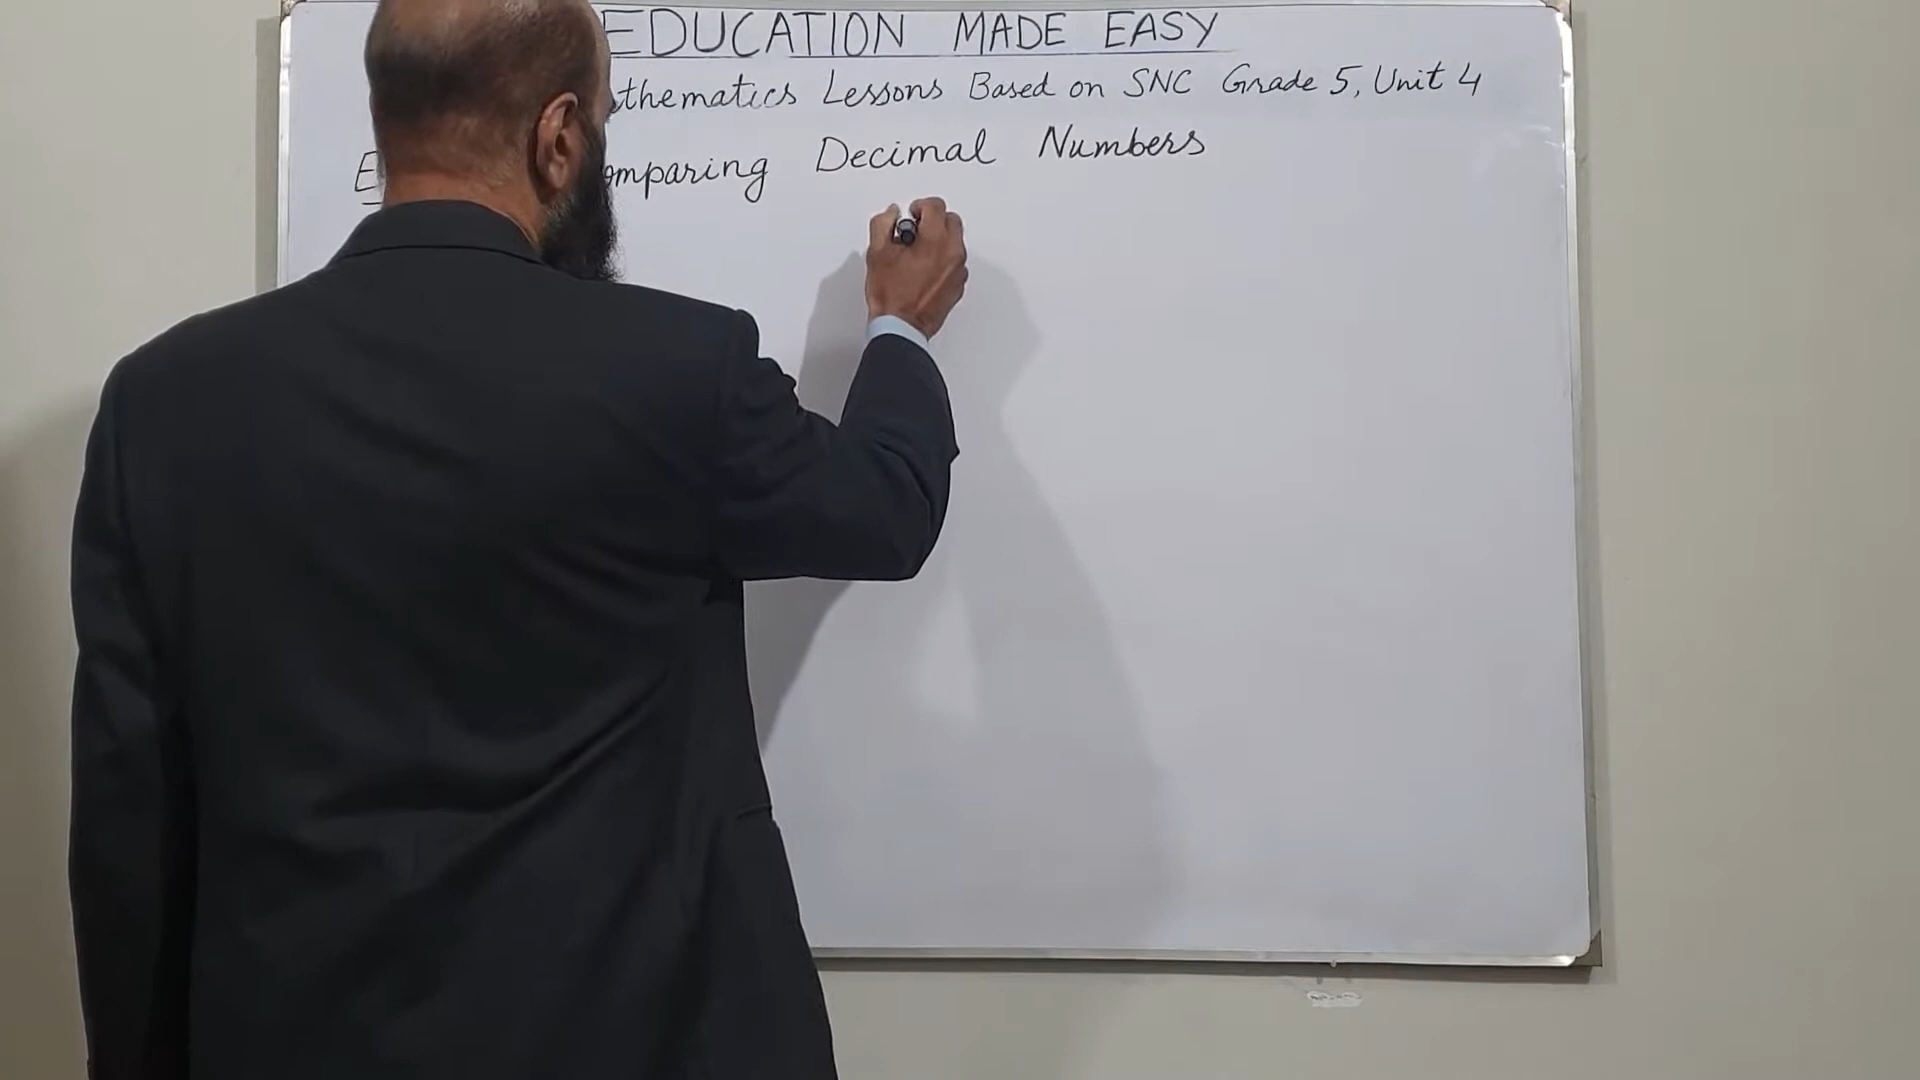 EDUCATION MADE EASY
thematics Lessons Based on SNC Grade 5, Unit 4
omparing Decimal Numbers